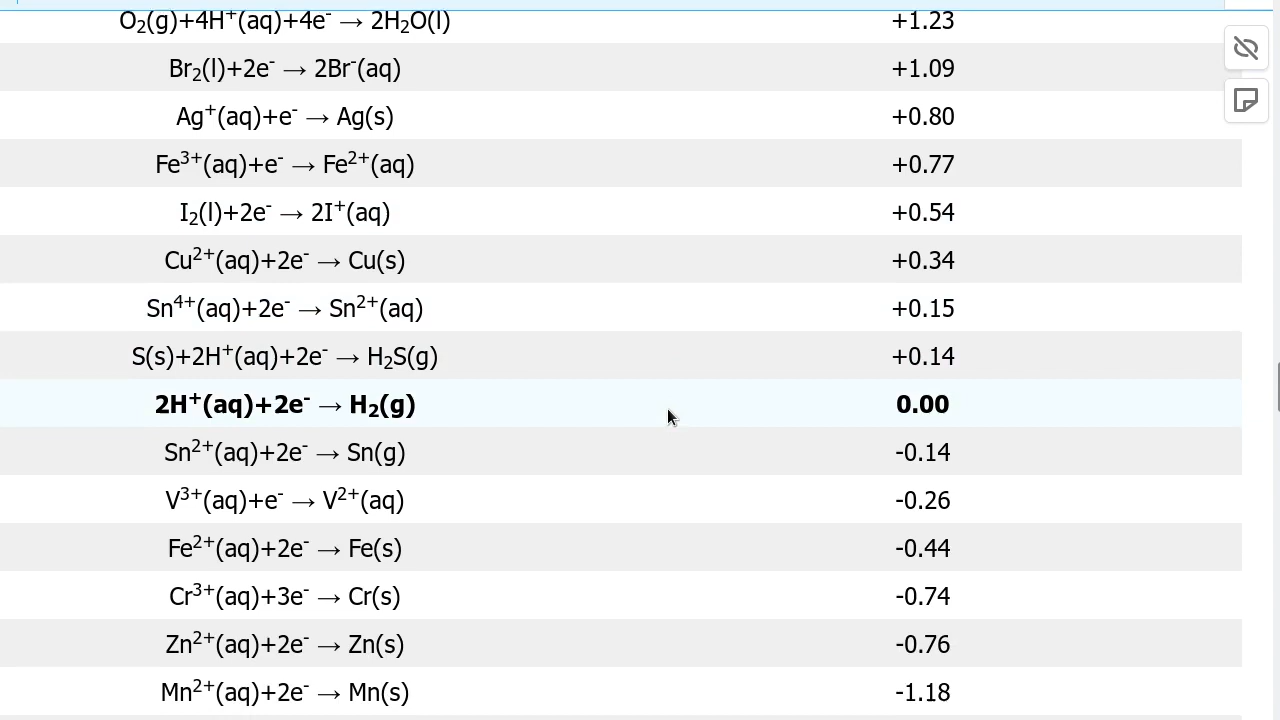 O₂(g)+4H⁺(aq)+4e⁻ → 2H₂O(l) +1.23
Br₂(l)+2e⁻ → 2Br⁻(aq) +1.09
Ag⁺(aq)+e⁻ → Ag(s) +0.80
Fe³⁺(aq)+e⁻ → Fe²⁺(aq) +0.77
I₂(l)+2e⁻ → 2I⁺(aq) +0.54
Cu²⁺(aq)+2e⁻ → Cu(s) +0.34
Sn⁴⁺(aq)+2e⁻ → Sn²⁺(aq) +0.15
S(s)+2H⁺(aq)+2e⁻ → H₂S(g) +0.14
2H⁺(aq)+2e⁻ → H₂(g) 0.00
Sn²⁺(aq)+2e⁻ → Sn(g) -0.14
V³⁺(aq)+e⁻ → V²⁺(aq) -0.26
Fe²⁺(aq)+2e⁻ → Fe(s) -0.44
Cr³⁺(aq)+3e⁻ → Cr(s) -0.74
Zn²⁺(aq)+2e⁻ → Zn(s) -0.76
Mn²⁺(aq)+2e⁻ → Mn(s) -1.18